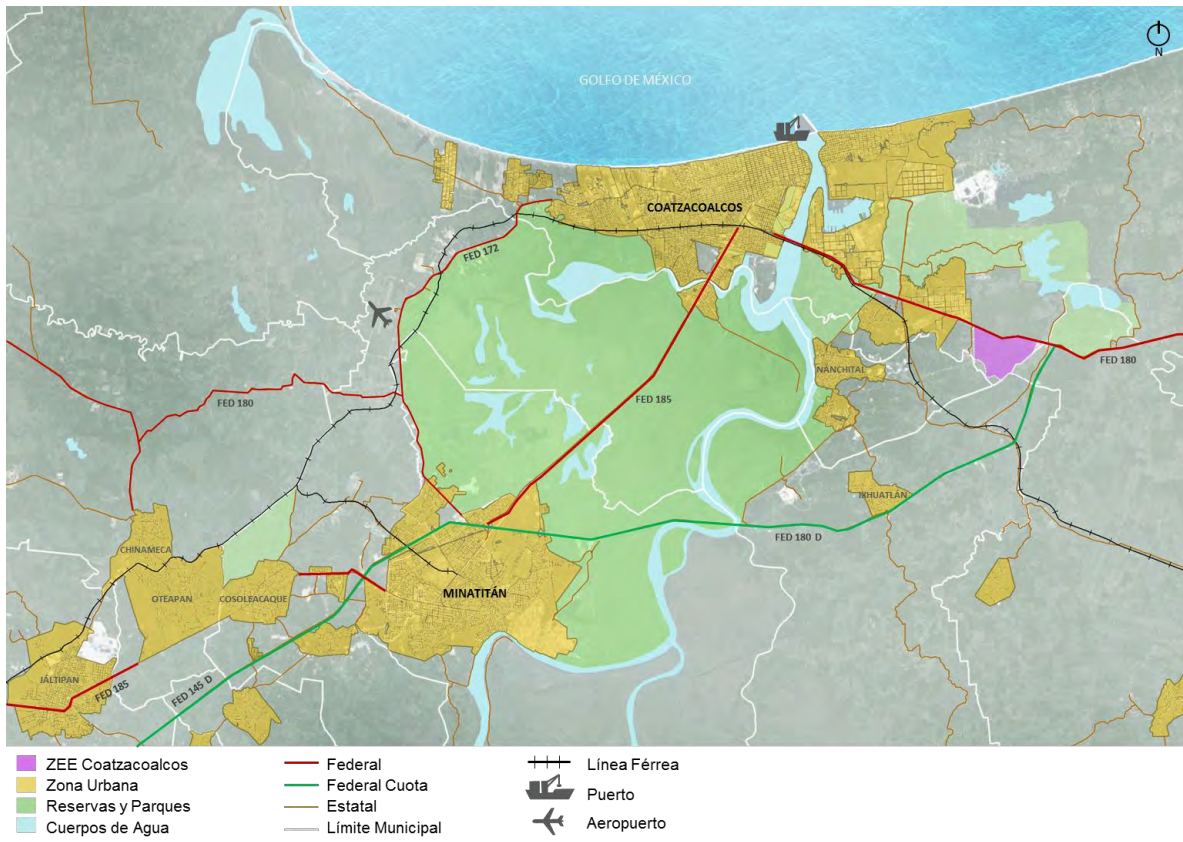 N
GOLFO DE MÉXICO
COATZACOALCOS
FED 172
NANCHITAL
FED 180
FED 180
FED 185
IXHUATLÁN
FED 180 D
CHINAMECA
OTEAPAN
COSOLEACAQUE
MINATITÁN
JÁLTIPAN
FED 185
FED 145 D
ZEE Coatzacoalcos
Zona Urbana
Reservas y Parques
Cuerpos de Agua
Federal
Federal Cuota
Estatal
Límite Municipal
Línea Férrea
Puerto
Aeropuerto